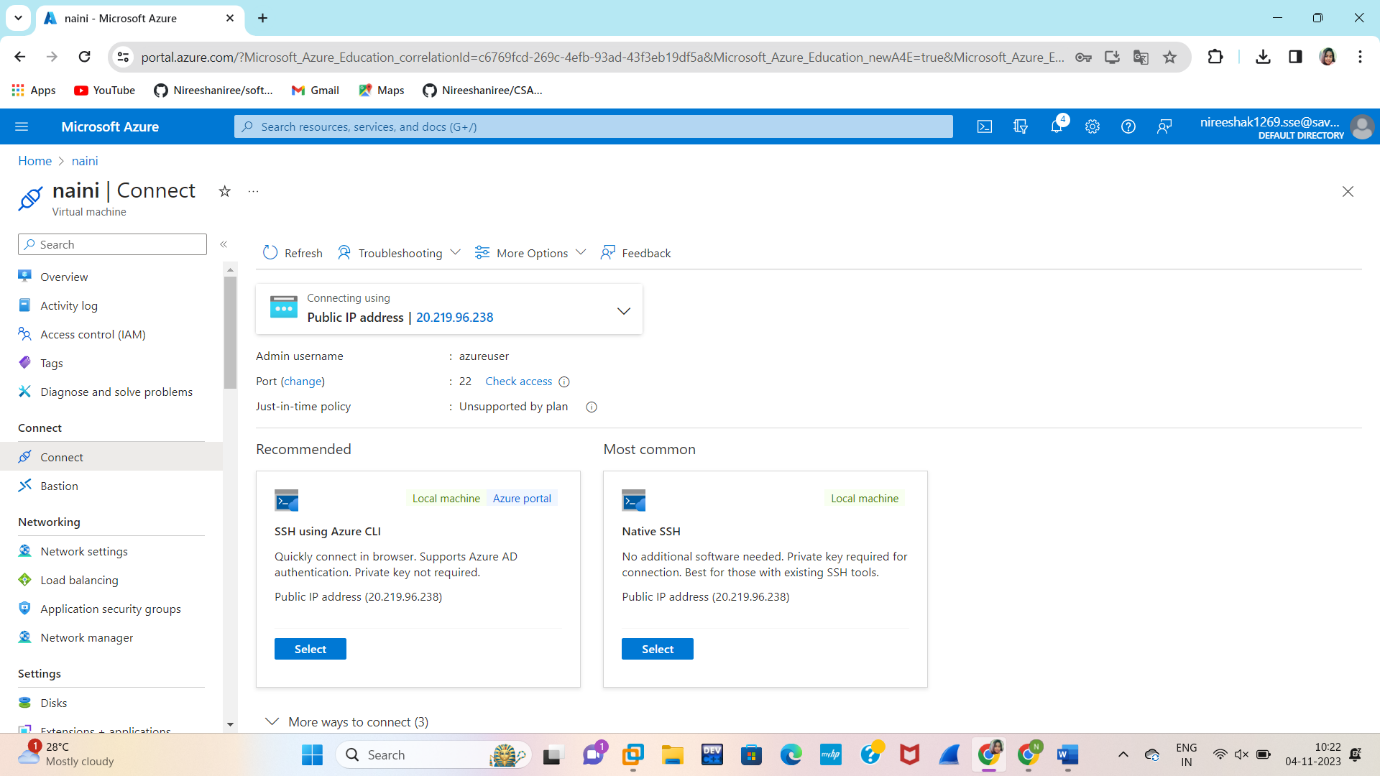 naini - Microsoft Azure
portal.azure.com/?Microsoft_Azure_Education_correlationId=c6769fcd-269c-4efb-93ad-43f3eb19df5a&Microsoft_Azure_Education_newA4E=true&Microsoft_Azure_E...
Apps YouTube Nireeshaniree/soft... Gmail Maps Nireeshaniree/CSA...
Microsoft Azure Search resources, services, and docs (G+/) 4 nireeshak1269.sse@sav...
DEFAULT DIRECTORY
Home > naini
naini | Connect ...
Virtual machine
Search «
Overview
Activity log
Access control (IAM)
Tags
Diagnose and solve problems
Connect
Connect
Bastion
Networking
Network settings
Load balancing
Application security groups
Network manager
Settings
Disks
Extensions + applications
Refresh Troubleshooting More Options Feedback
Connecting using
Public IP address | 20.219.96.238
Admin username : azureuser
Port (change) : 22 Check access
Just-in-time policy : Unsupported by plan
Recommended
Local machine Azure portal
SSH using Azure CLI
Quickly connect in browser. Supports Azure AD
authentication. Private key not required.
Public IP address (20.219.96.238)
Select
Most common
Local machine
Native SSH
No additional software needed. Private key required for
connection. Best for those with existing SSH tools.
Public IP address (20.219.96.238)
Select
More ways to connect (3)
1 28°C
Mostly cloudy
Search
1
DEV
hp
N
W
ENG
IN
10:22
04-11-2023